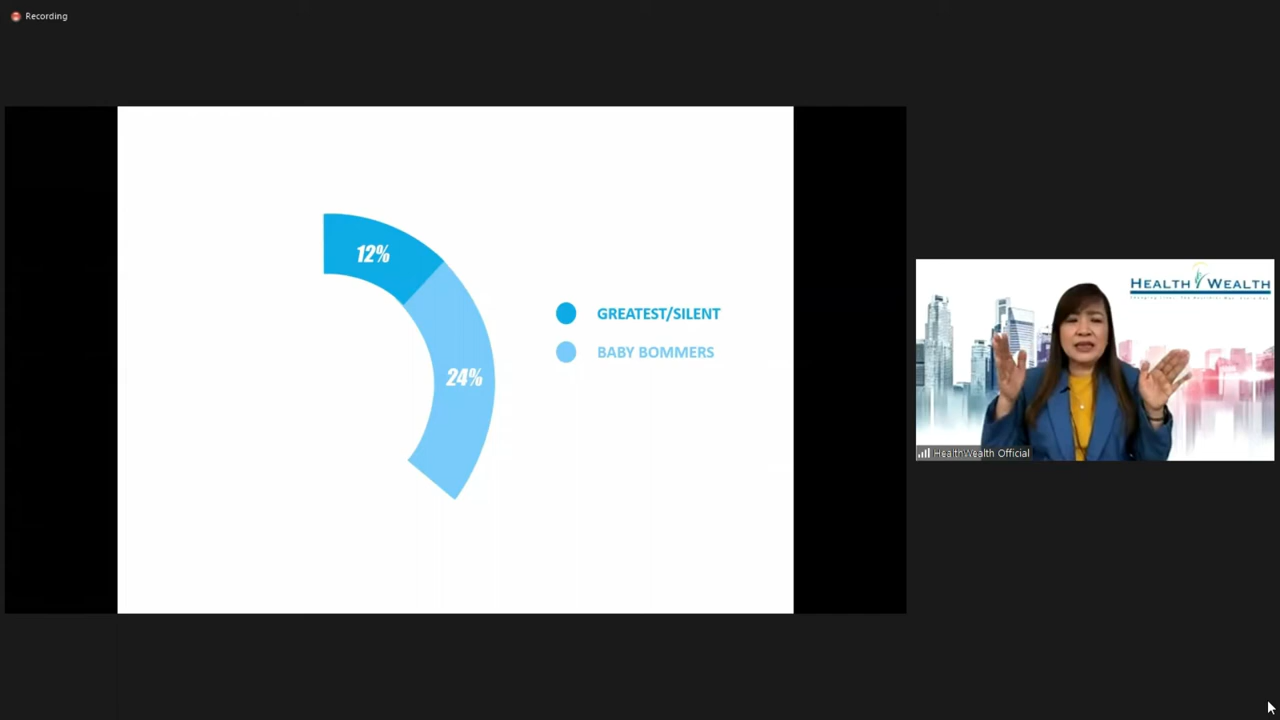 Recording
12%
24%
GREATEST/SILENT
BABY BOMMERS
HEALTH WEALTH
HealthWealth Official